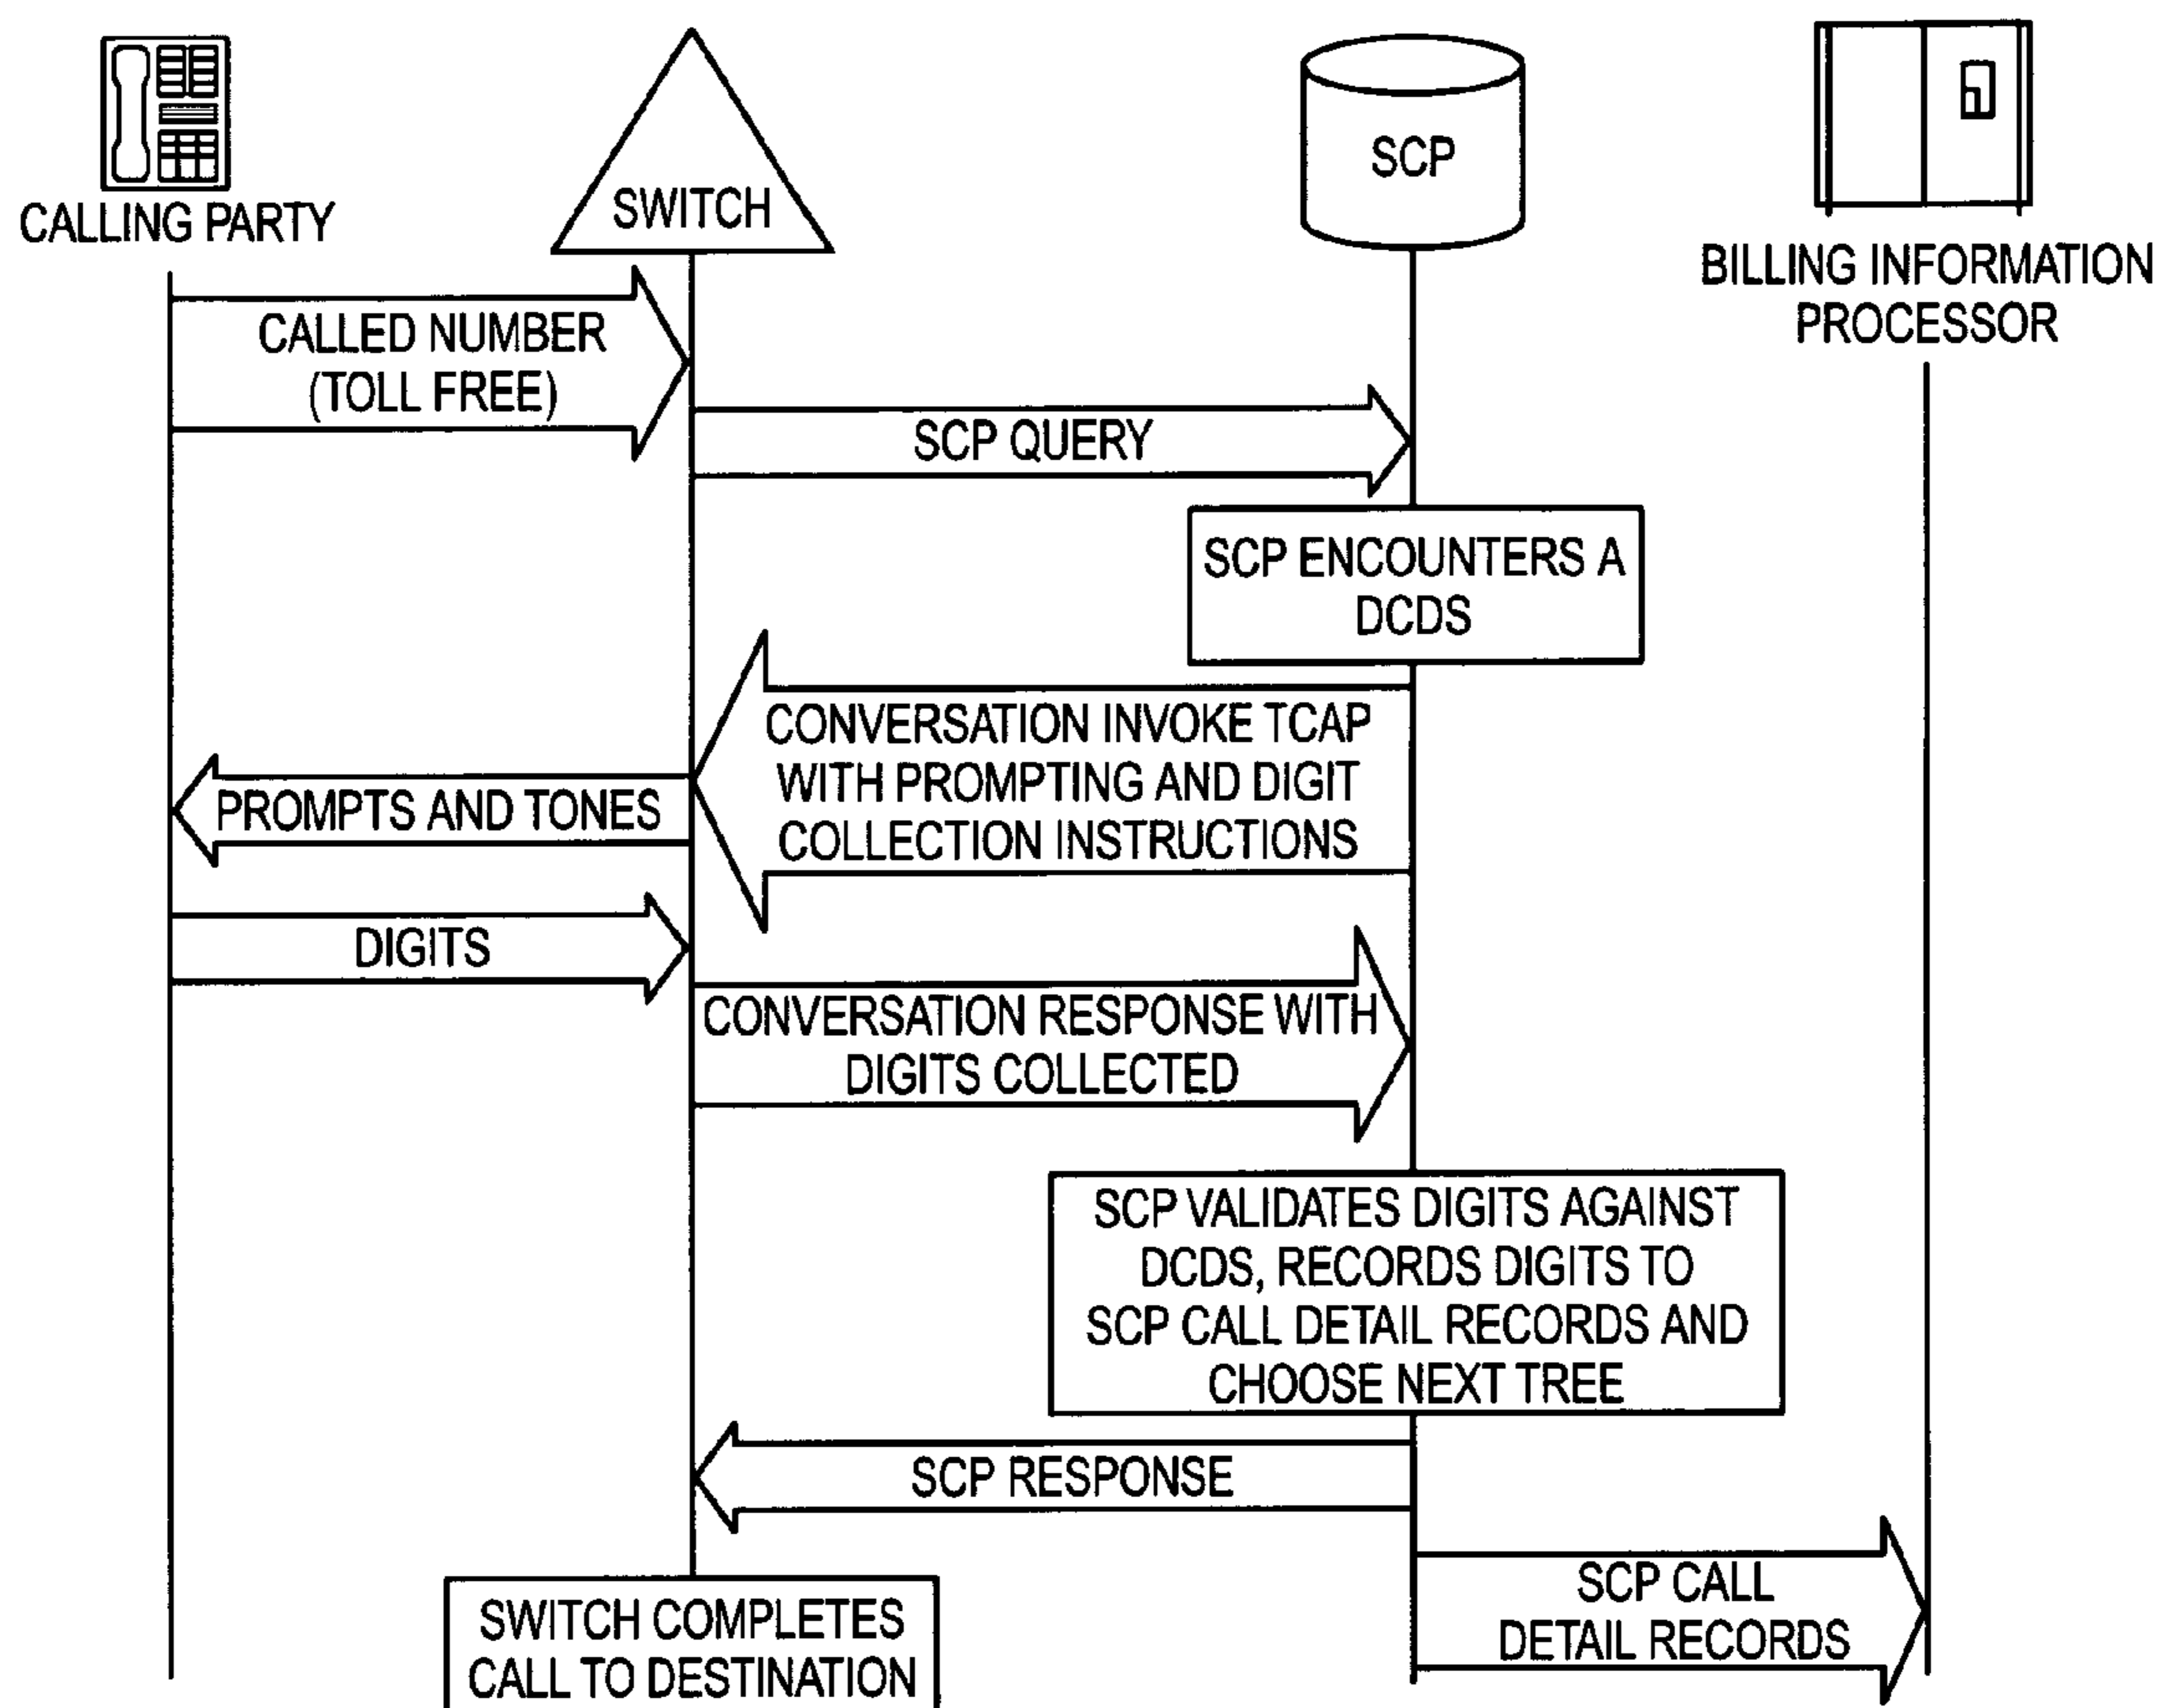 CALLING PARTY
SWITCH
SCP
BILLING INFORMATION
PROCESSOR
CALLED NUMBER
(TOLL FREE)
SCP QUERY
SCP ENCOUNTERS A
DCDS
CONVERSATION INVOKE TCAP
WITH PROMPTING AND DIGIT
COLLECTION INSTRUCTIONS
PROMPTS AND TONES
DIGITS
CONVERSATION RESPONSE WITH
DIGITS COLLECTED
SCP VALIDATES DIGITS AGAINST
DCDS, RECORDS DIGITS TO
SCP CALL DETAIL RECORDS AND
CHOOSE NEXT TREE
SCP RESPONSE
SCP CALL
DETAIL RECORDS
SWITCH COMPLETES
CALL TO DESTINATION